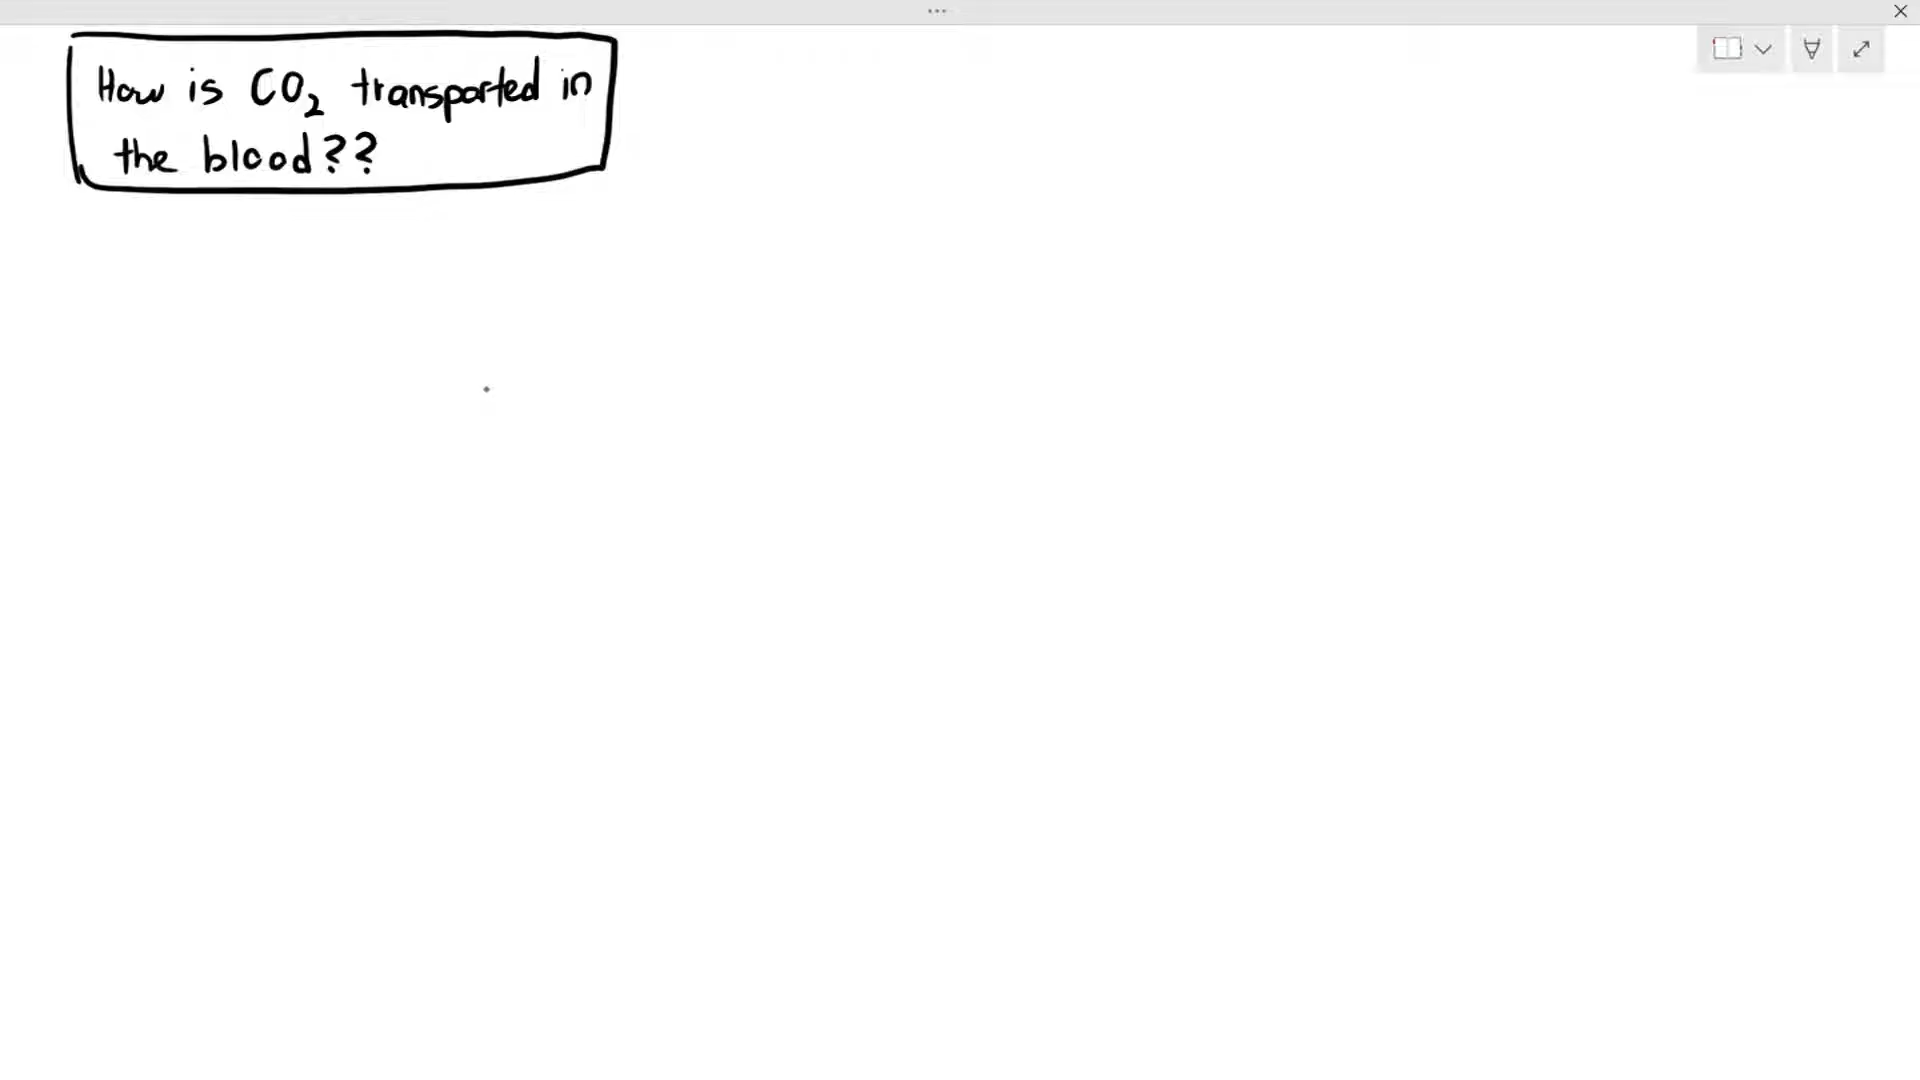 How is CO₂ transported in
the blood??